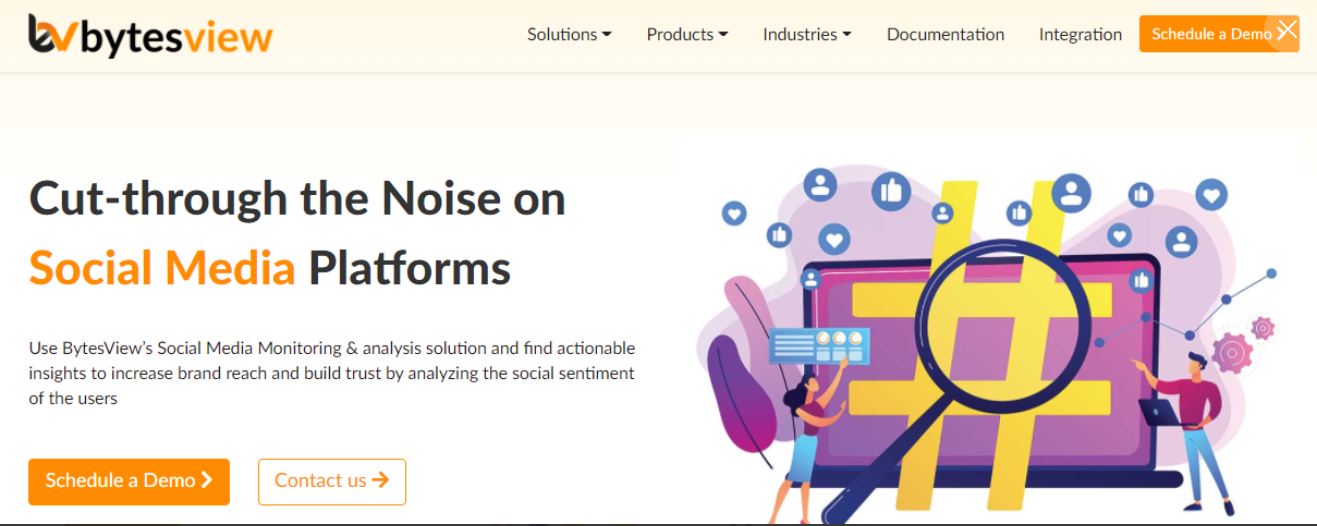 bytesview
Solutions Products Industries Documentation Integration Schedule a Demo
Cut-through the Noise on
Social Media Platforms
Use BytesView's Social Media Monitoring & analysis solution and find actionable
insights to increase brand reach and build trust by analyzing the social sentiment
of the users
Schedule a Demo Contact us